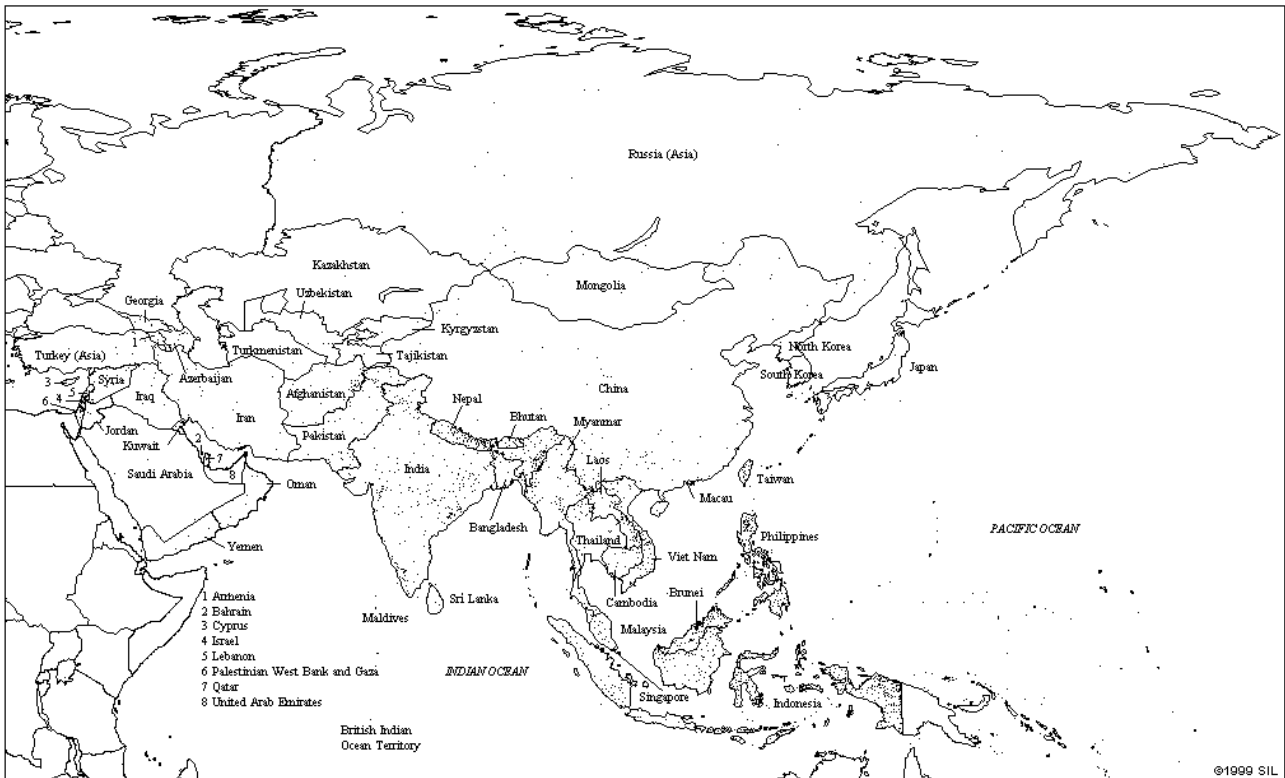 Russia (Asia)
Kazakhstan
Mongolia
Uzbekistan
Georgia
Kyrgyzstan
1
Turkmenistan
North Korea
Turkey (Asia)
Tajikistan
South Korea
Japan
3
Syria
Azerbaijan
China
5
4
Iraq
Afghanistan
6
Iran
Nepal
Bhutan
Myanmar
Jordan
Pakistan
Kuwait
2
7
India
Laos
Saudi Arabia
8
Oman
Taiwan
Macau
Bangladesh
PACIFIC OCEAN
Thailand
Philippines
Yemen
Viet Nam
Sri Lanka
Cambodia
Brunei
Maldives
Malaysia
1 Armenia
2 Bahrain
3 Cyprus
4 Israel
5 Lebanon
6 Palestinian West Bank and Gaza
7 Qatar
8 United Arab Emirates
INDIAN OCEAN
Singapore
Indonesia
British Indian
Ocean Territory
©1999 SIL